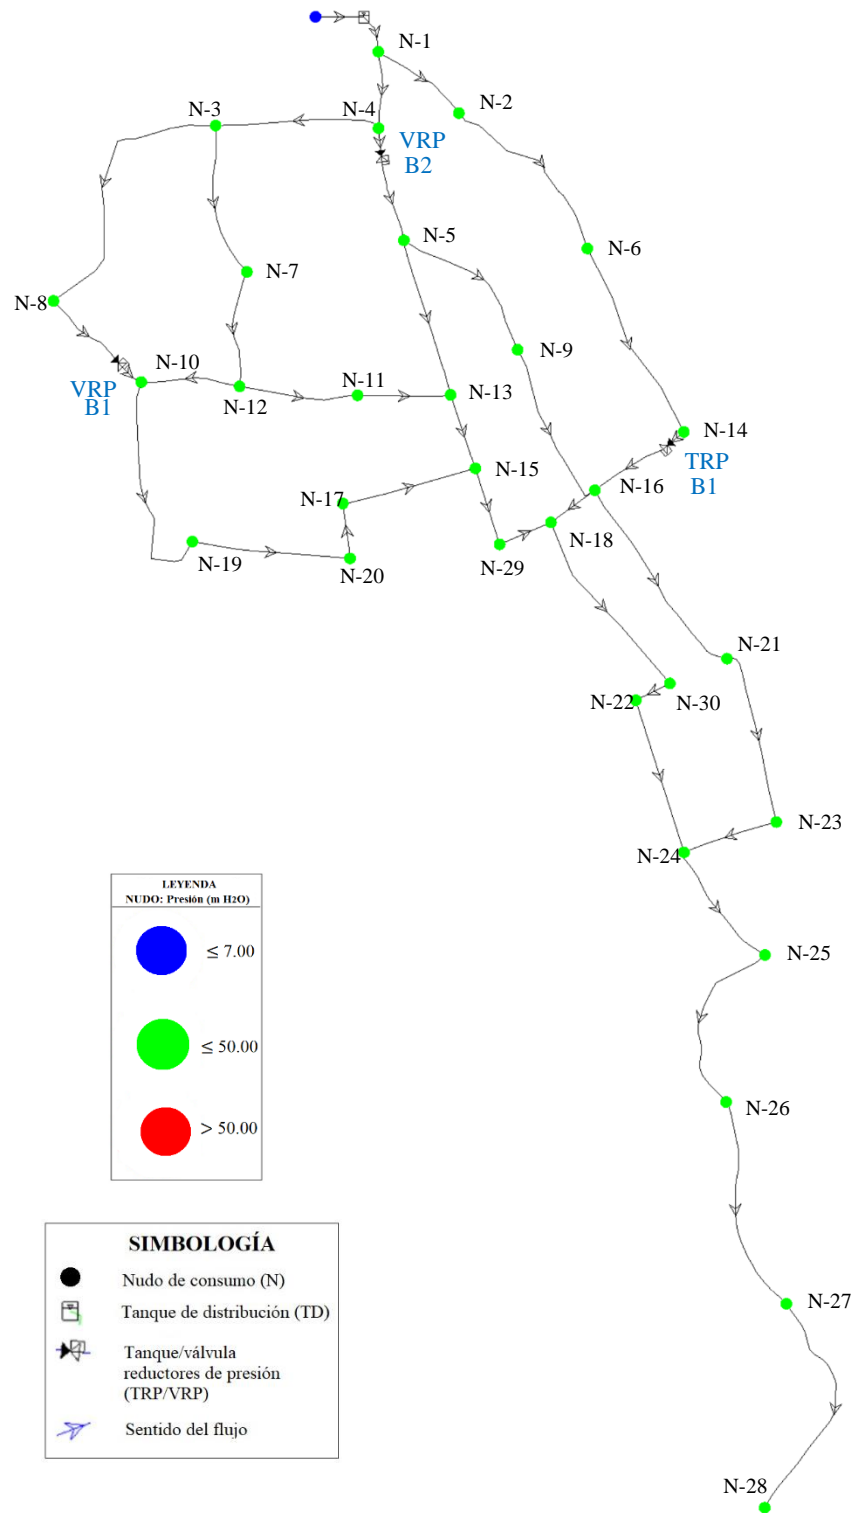 N-1
N-2
N-3
N-4
VRP
B2
N-5
N-6
N-7
N-8
N-9
N-10
VRP
B1
N-11
N-12
N-13
N-14
TRP
B1
N-15
N-16
N-17
N-18
N-19
N-20
N-29
N-21
N-22
N-30
N-23
N-24
LEYENDA
NUDO: Presión (m H2O)
≤ 7.00
≤ 50.00
> 50.00
N-25
N-26
SIMBOLOGÍA
Nudo de consumo (N)
Tanque de distribución (TD)
Tanque/válvula
reductores de presión
(TRP/VRP)
Sentido del flujo
N-27
N-28